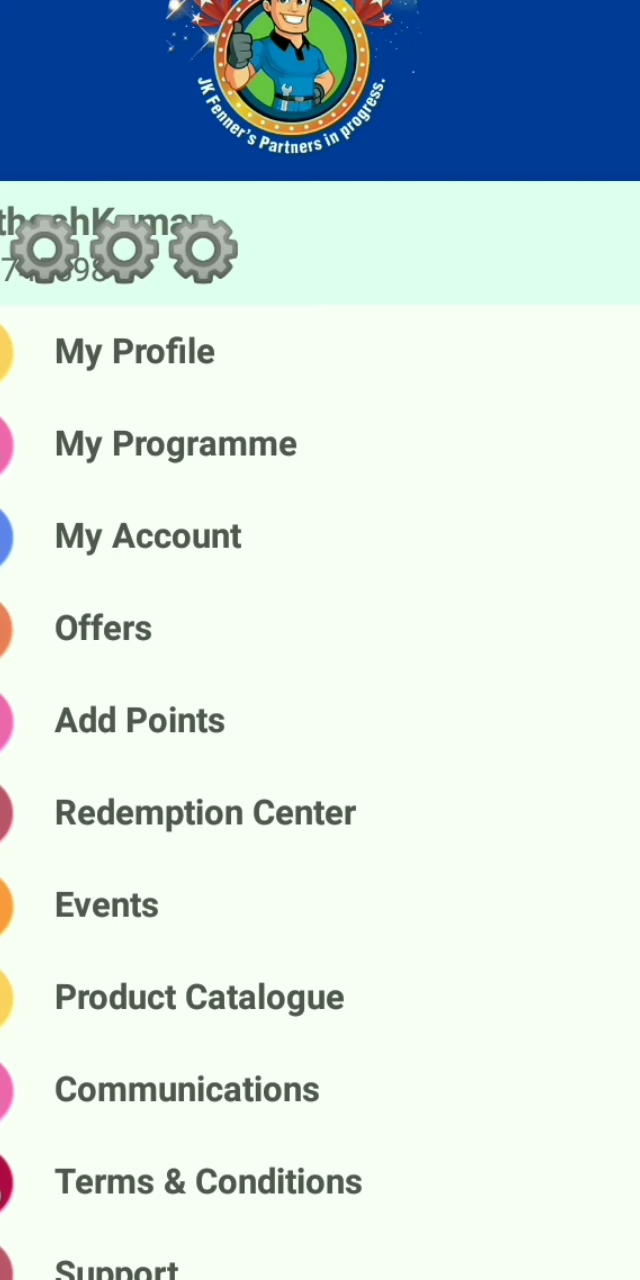 JK Fenner's Partners in progress.
My Profile
My Programme
My Account
Offers
Add Points
Redemption Center
Events
Product Catalogue
Communications
Terms & Conditions
Support